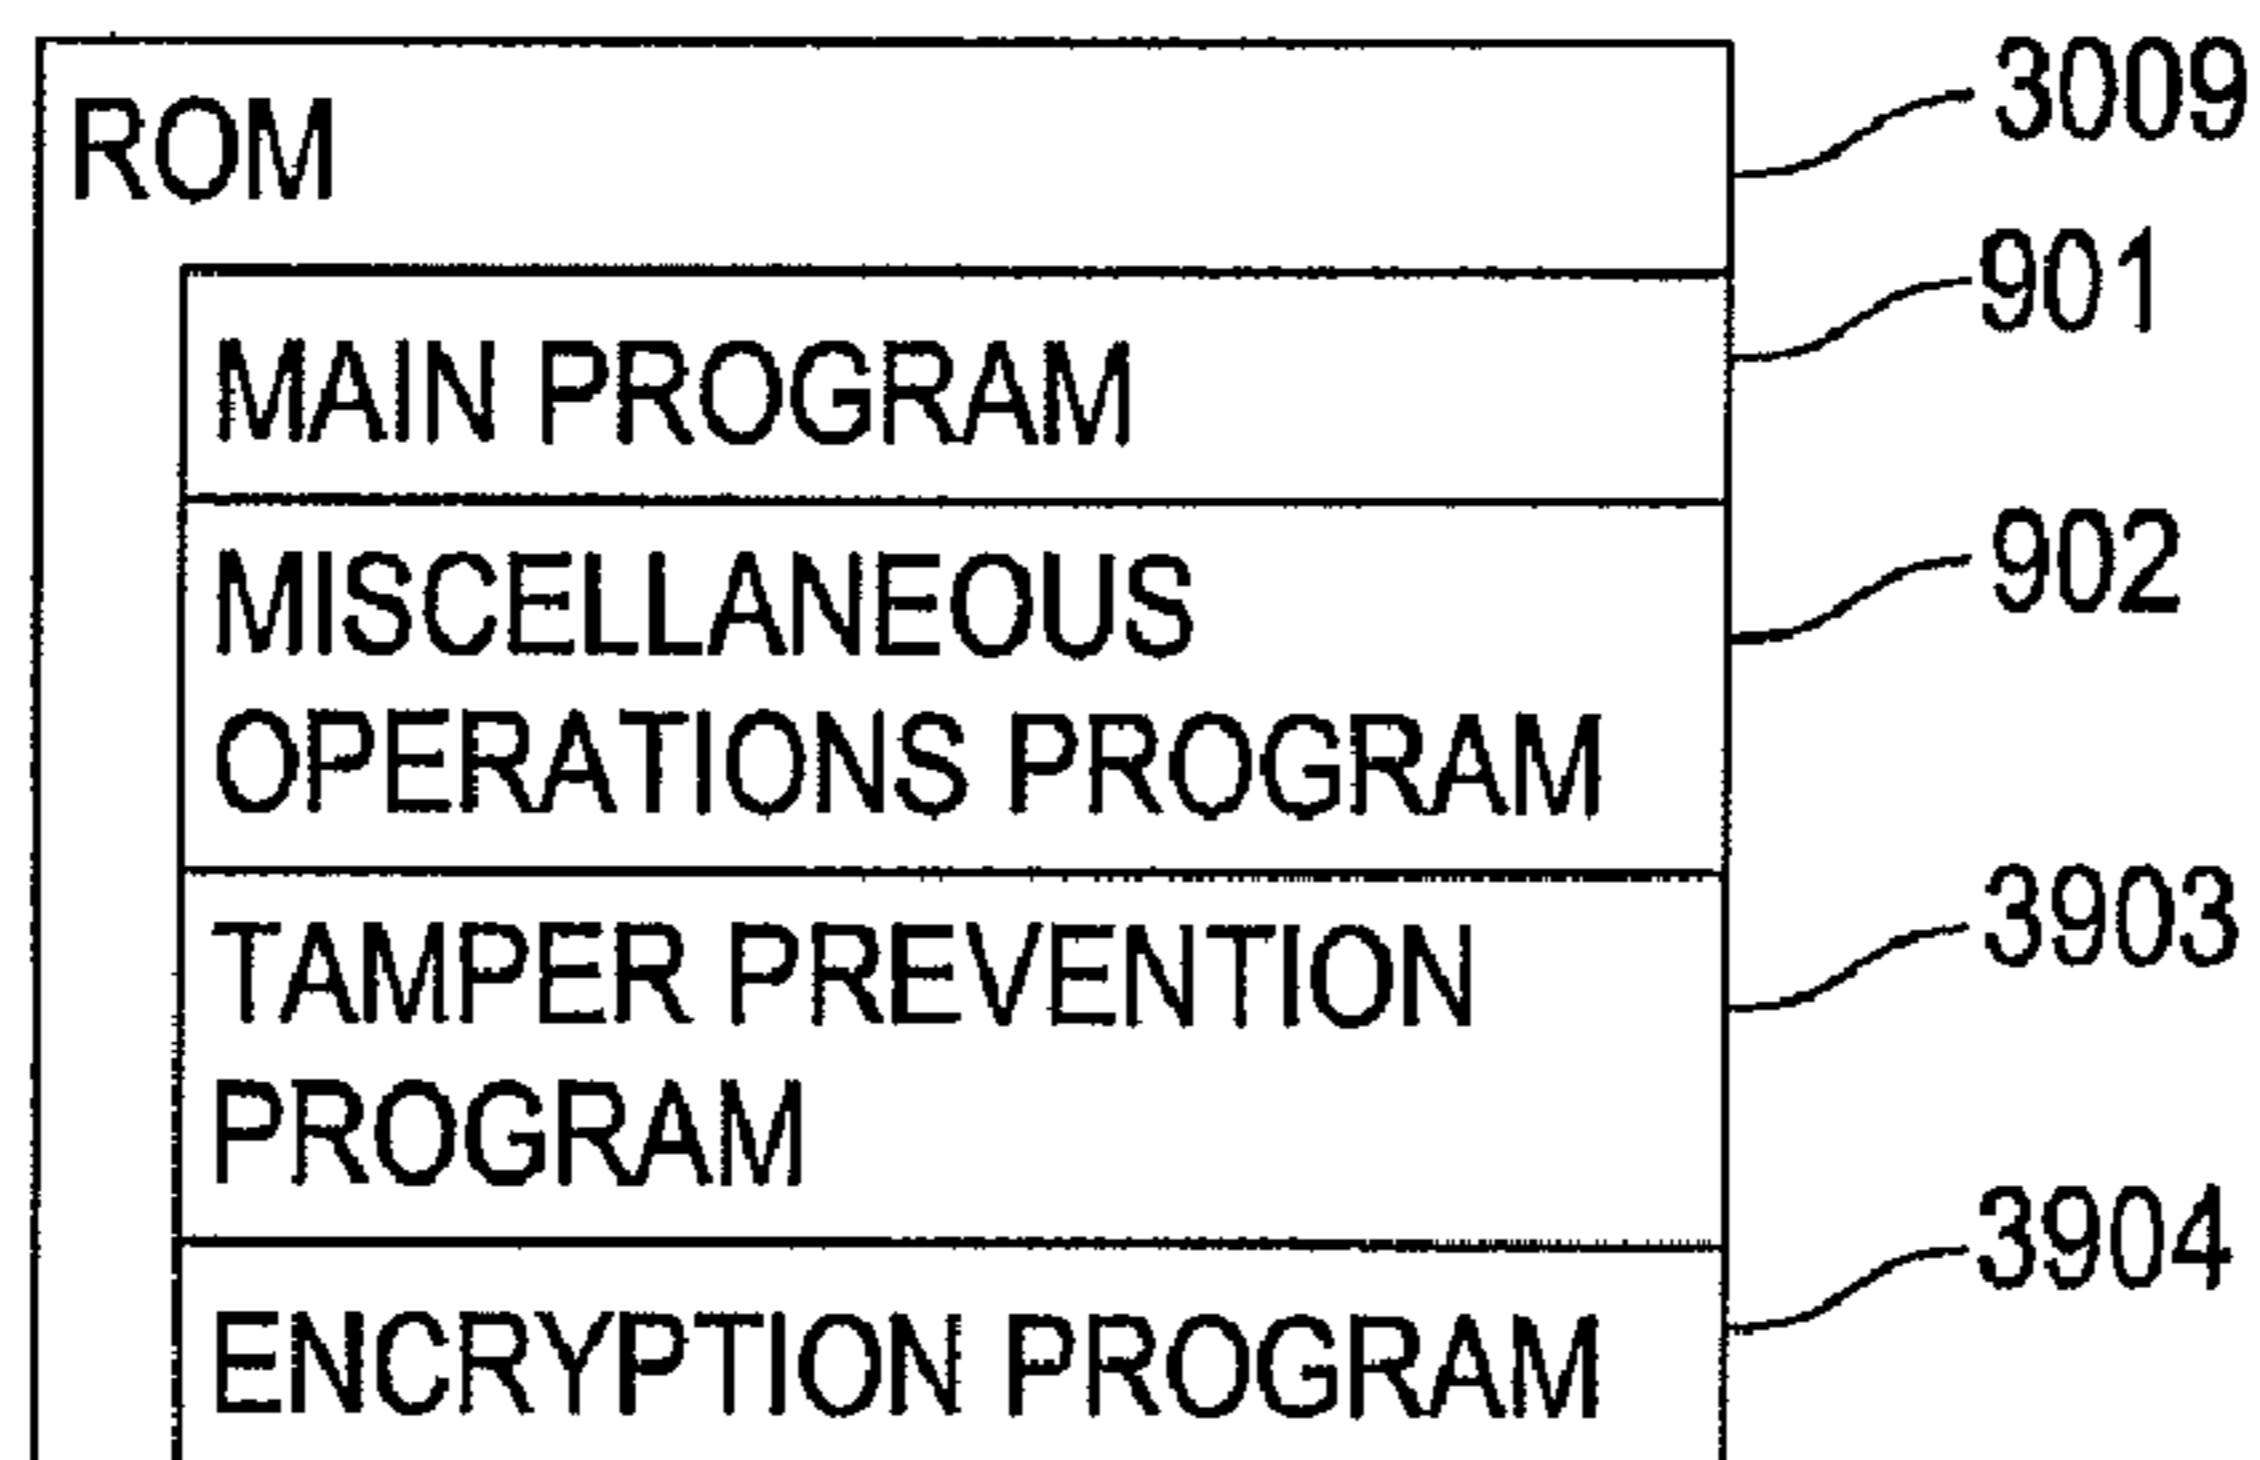 ROM
3009
MAIN PROGRAM
901
MISCELLANEOUS
OPERATIONS PROGRAM
902
TAMPER PREVENTION
PROGRAM
3903
ENCRYPTION PROGRAM
3904